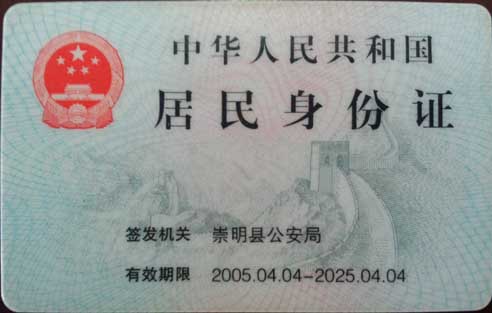 中华人民共和国
居民身份证
签发机关 崇明县公安局
有效期限 2005.04.04-2025.04.04